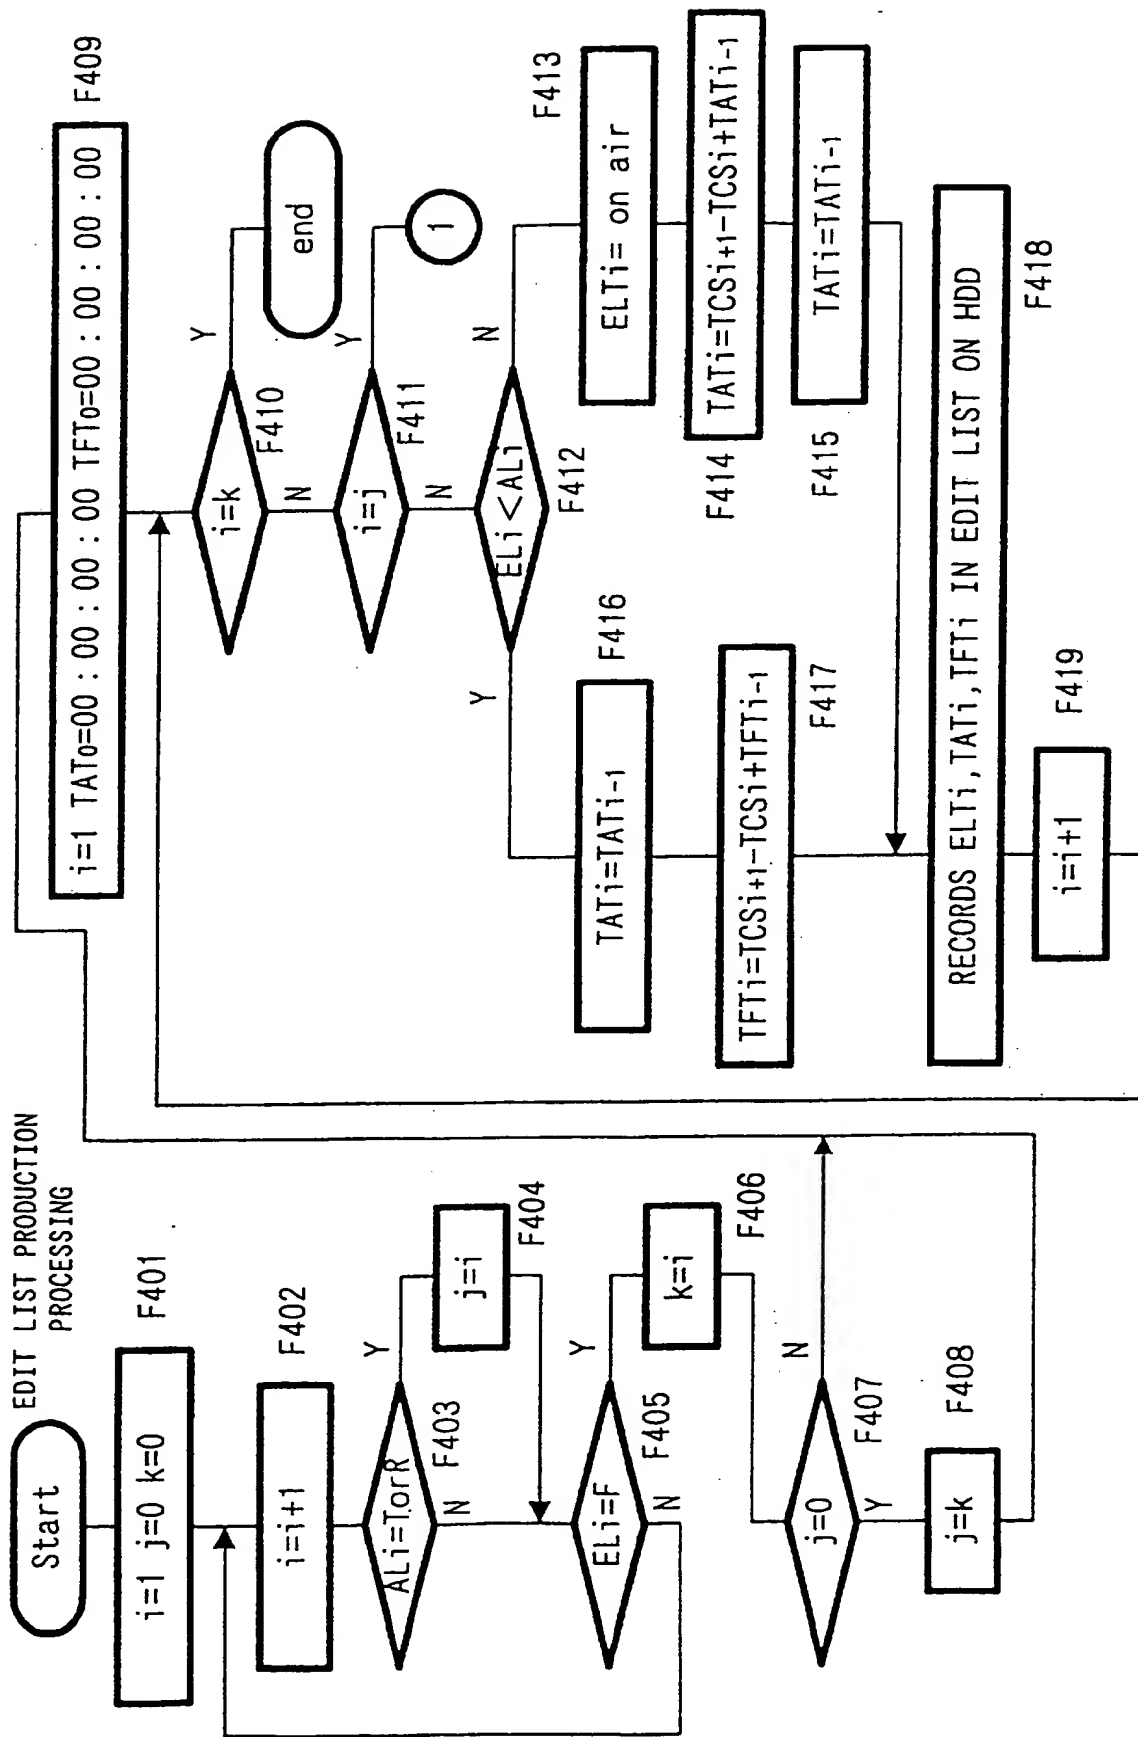 EDIT LIST PRODUCTION
PROCESSING
Start
i=1 j=0 k=0
F401
i=i+1
F402
ALi=T.orR
Y
F403
N
j=i
F404
ELi=F
Y
F405
N
k=i
F406
j=0
N
F407
Y
j=k
F408
i=1 TAT0=00:00:00:00 TFT0=00:00:00:00
F409
i=k
Y
F410
N
end
i=j
Y
F411
N
1
ELi<ALi
N
F412
Y
ELTi= on air
F413
TATi=TCSi+1-TCSi+TATi-1
F414
TATi=TATi-1
F415
TATi=TATi-1
F416
TFTi=TCSi+1-TCSi+TFTi-1
F417
RECORDS ELTi,TATi,TFTi IN EDIT LIST ON HDD
F418
i=i+1
F419